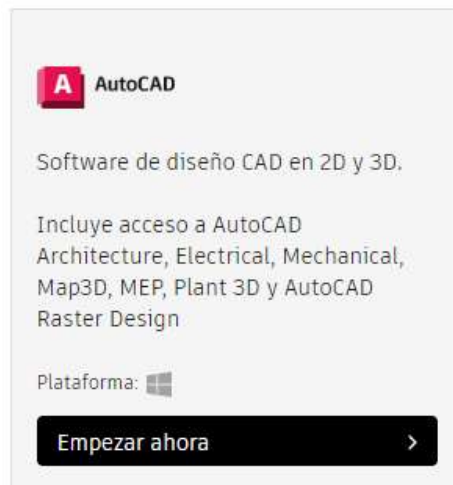 A AutoCAD
Software de diseño CAD en 2D y 3D.
Incluye acceso a AutoCAD
Architecture, Electrical, Mechanical,
Map3D, MEP, Plant 3D y AutoCAD
Raster Design
Plataforma:
Empezar ahora